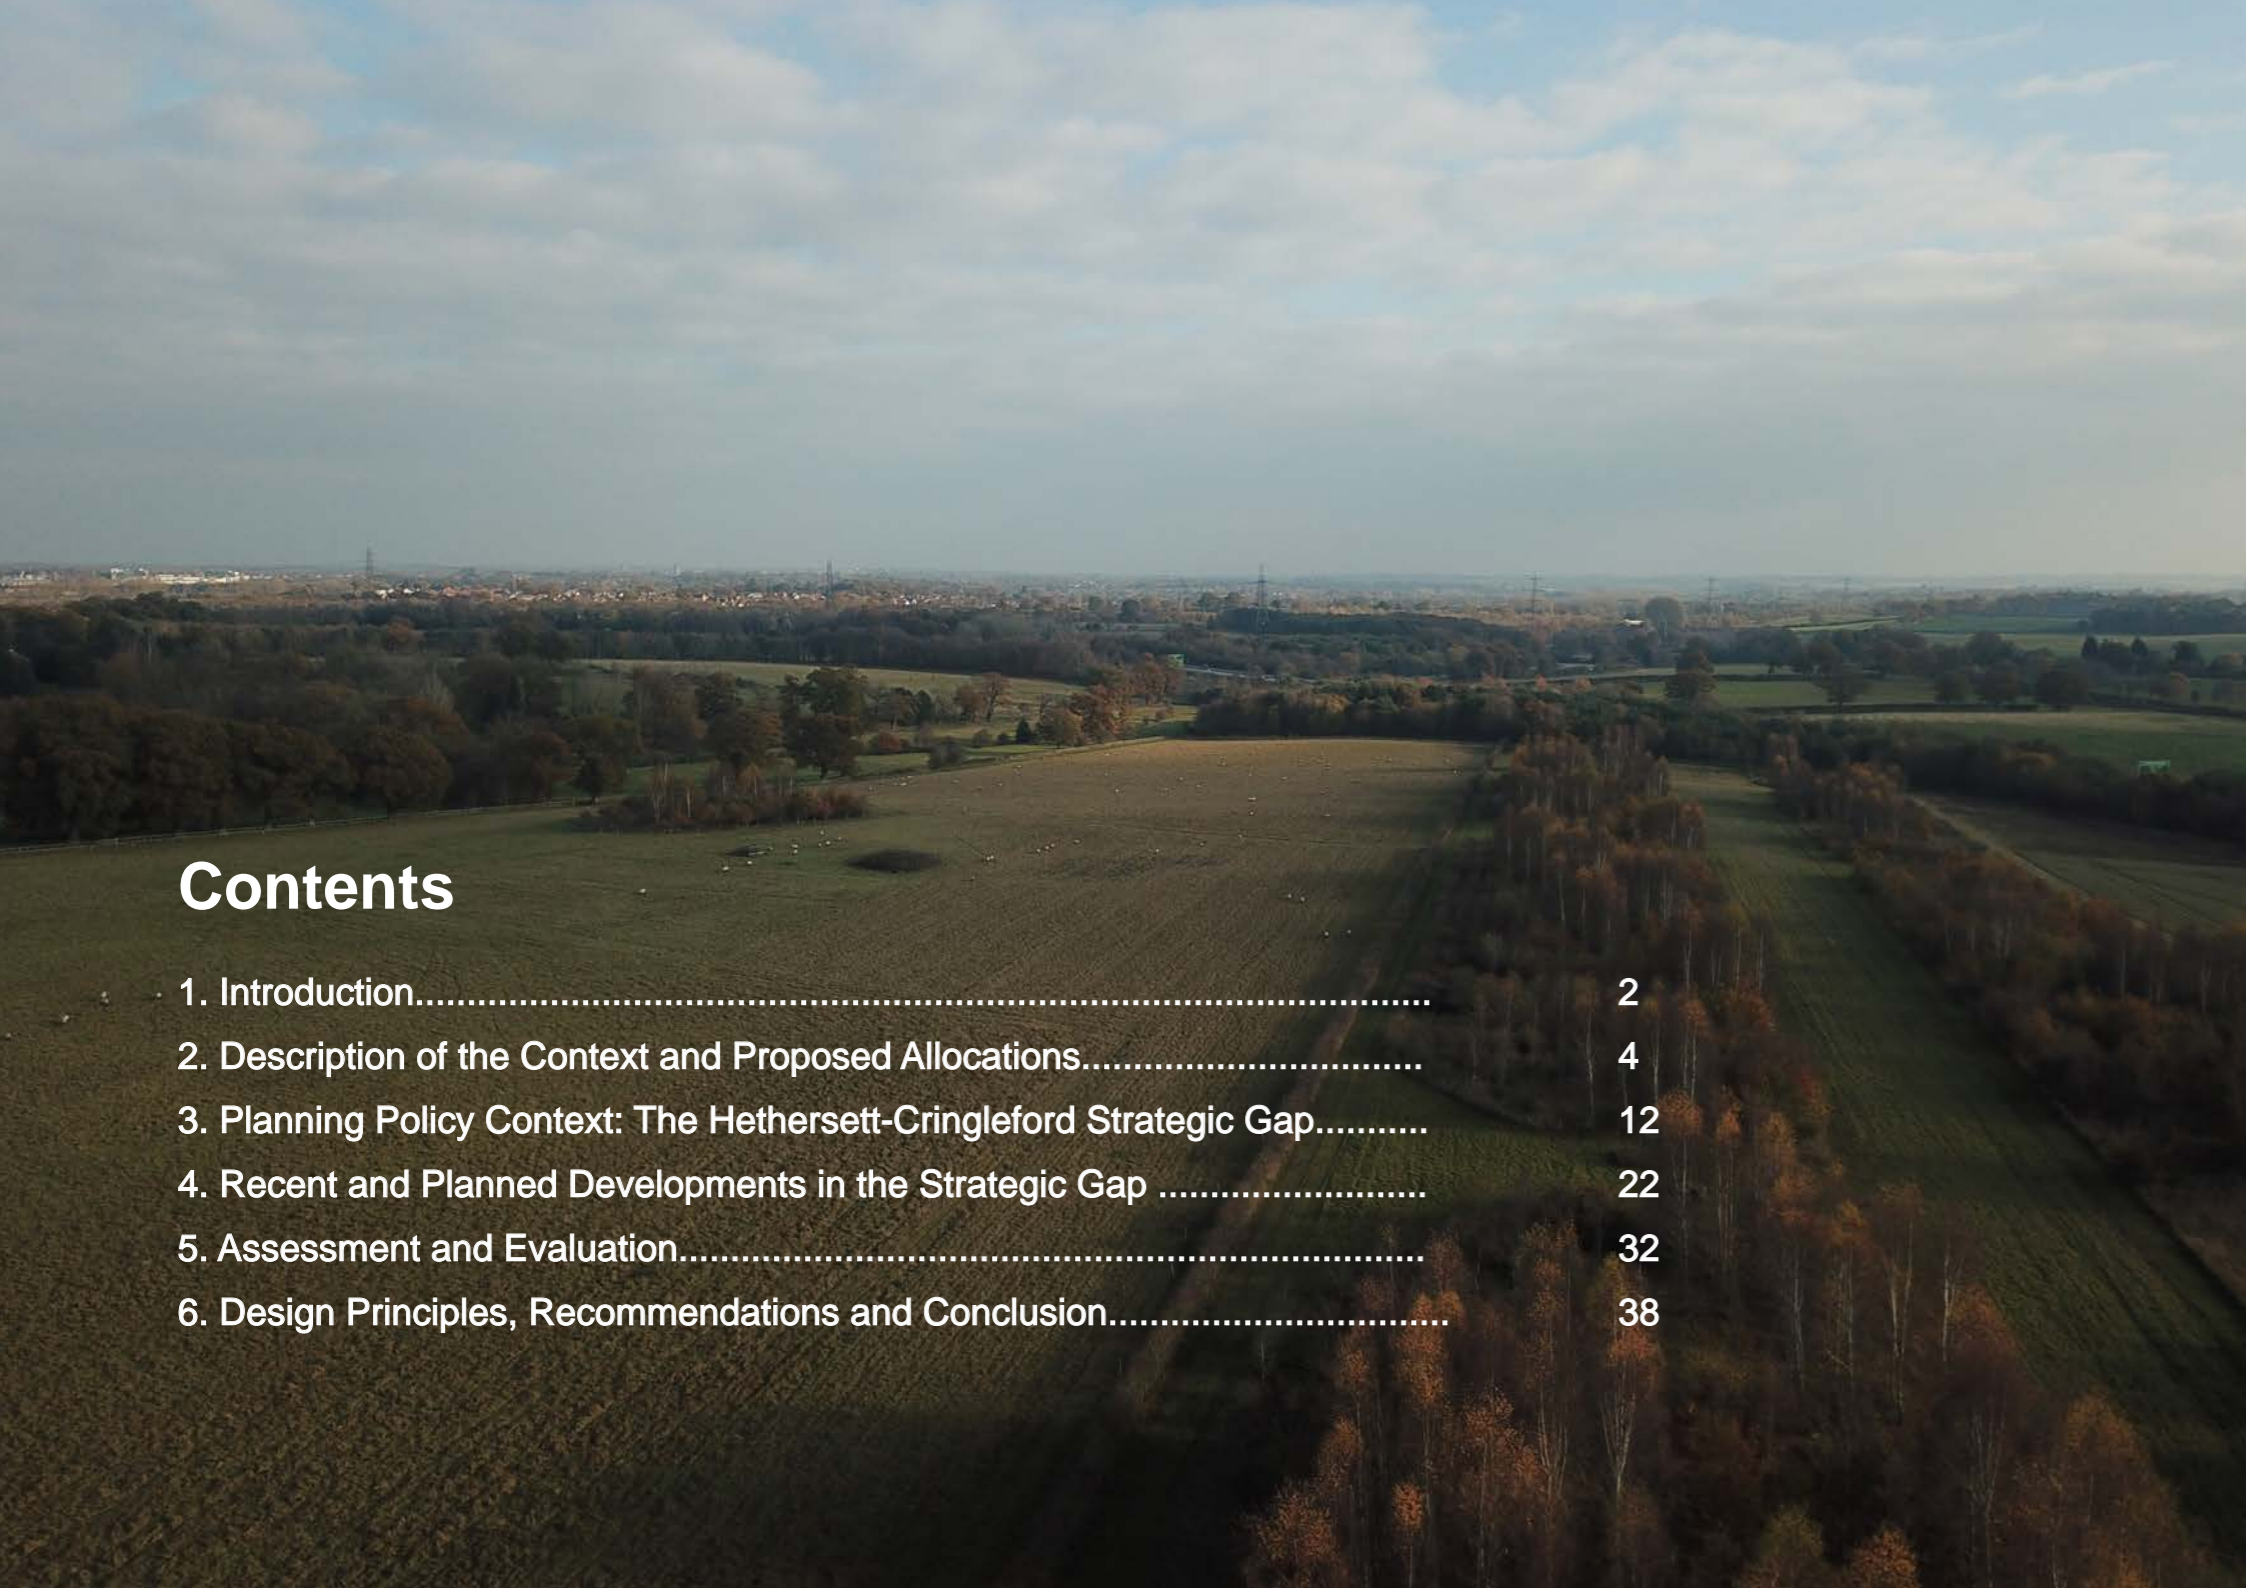 Contents
1. Introduction.................................................................................................. 2
2. Description of the Context and Proposed Allocations................................. 4
3. Planning Policy Context: The Hethersett-Cringleford Strategic Gap........... 12
4. Recent and Planned Developments in the Strategic Gap .......................... 22
5. Assessment and Evaluation........................................................................ 32
6. Design Principles, Recommendations and Conclusion................................. 38